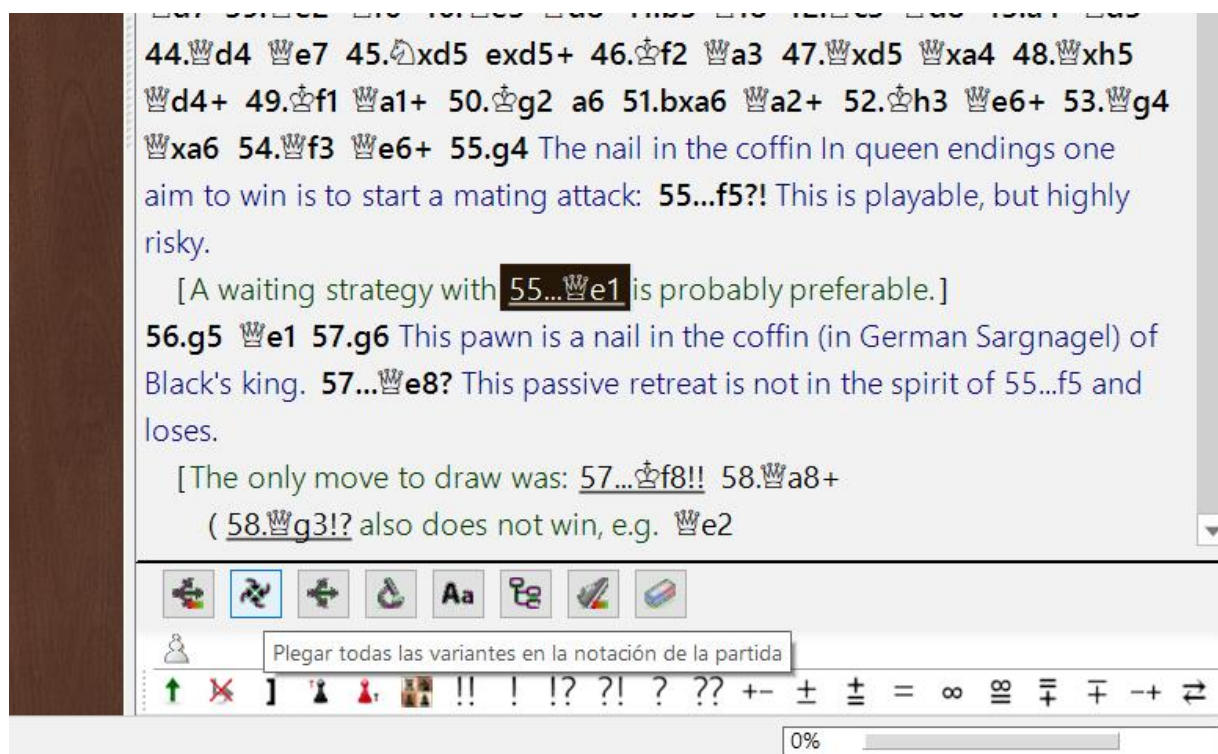 44.♕d4 ♕e7 45.♘xd5 exd5+ 46.♔f2 ♕a3 47.♕xd5 ♕xa4 48.♕xh5
♕d4+ 49.♔f1 ♕a1+ 50.♔g2 a6 51.bxa6 ♕a2+ 52.♔h3 ♕e6+ 53.♕g4
♕xa6 54.♕f3 ♕e6+ 55.g4 The nail in the coffin In queen endings one
aim to win is to start a mating attack: 55...f5?! This is playable, but highly
risky.
[A waiting strategy with 55...♕e1 is probably preferable.]
56.g5 ♕e1 57.g6 This pawn is a nail in the coffin (in German Sargnagel) of
Black's king. 57...♕e8? This passive retreat is not in the spirit of 55...f5 and
loses.
[The only move to draw was: 57...♔f8!! 58.♕a8+
( 58.♕g3!? also does not win, e.g. ♕e2
Aa
Plegar todas las variantes en la notación de la partida
] !! ! !? ?! ? ?? +- ± ⩲ = ∞ ⯹ ⩱ ∓ -+ ⇄
0%